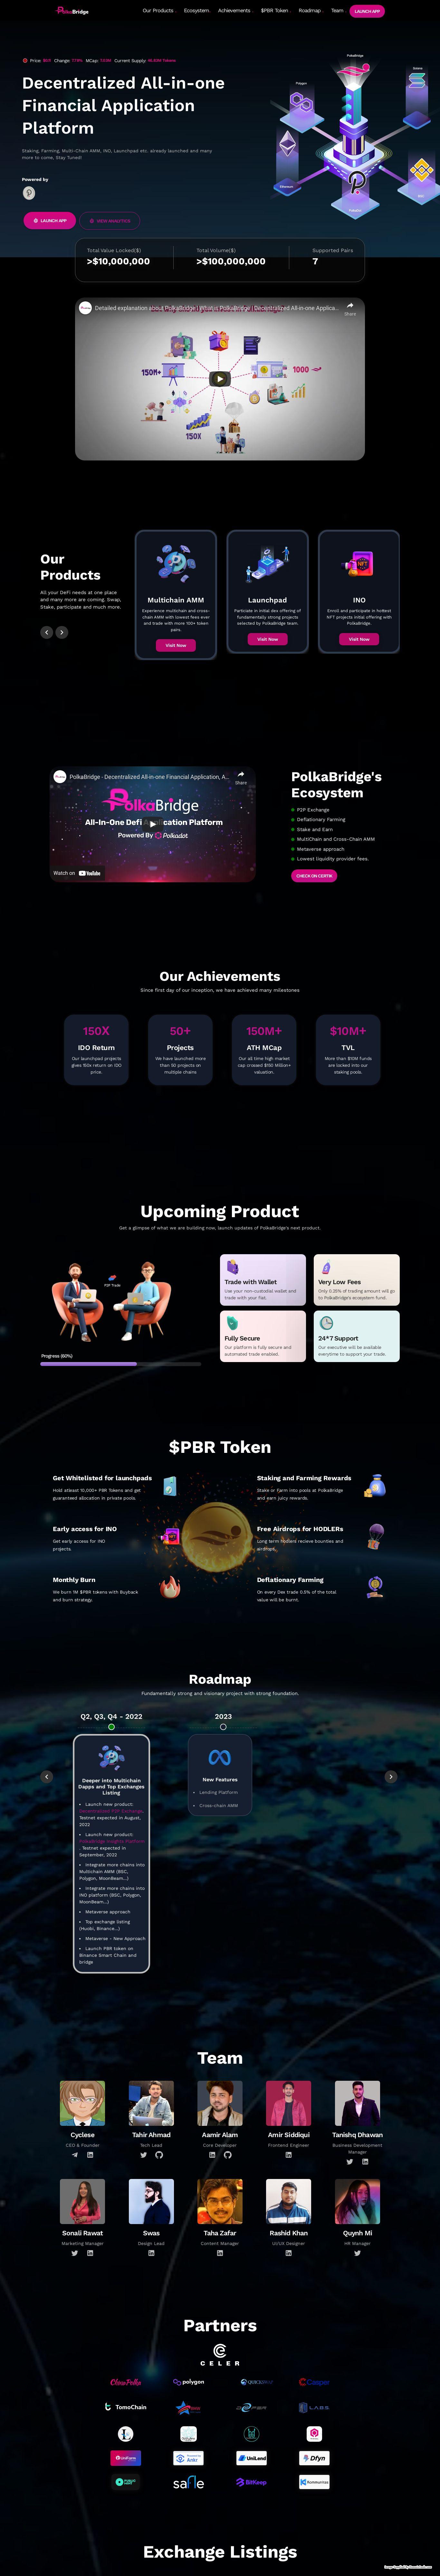 PolkaBridge
Our Products
Ecosystem
Achievements
$PBR Token
Roadmap
Team
LAUNCH APP
Price:
Change:
MCap:
Current Supply:
Decentralized All-in-one
Financial Application
Platform
Staking, Farming, Multi-Chain AMM, INO, Launchpad etc. already launched and many
more to come, Stay Tuned!
Powered by
LAUNCH APP
VIEW ANALYTICS
PolkaBridge
Polygon
Ethereum
Total Value Locked($)
>$10,000,000
Total Volume($)
>$100,000,000
Supported Pairs
7
Detailed explanation about PolkaBridge | What is PolkaBridge | Decentralized All-in-one Applica...
Share
150M+
1000
150X
Our
Products
All your DeFi needs at one place
and many more are coming. Swap,
Stake, participate and much more.
Multichain AMM
Experience multichain and cross-
chain AMM with lowest fees ever
and trade with more 100+ token
pairs.
Visit Now
Launchpad
Participate in initial dex offering of
fundamentally strong projects
selected by PolkaBridge team.
Visit Now
INO
Enroll and participate in hottest
NFT projects initial offering with
PolkaBridge.
Visit Now
PolkaBridge - Decentralized All-in-one Financial Application, A...
Share
PolkaBridge
All-In-One Defi Application Platform
Powered By Polkadot
Watch on YouTube
PolkaBridge's
Ecosystem
P2P Exchange
Deflationary Farming
Stake and Earn
MultiChain and Cross-Chain AMM
Metaverse approach
Lowest liquidity provider fees.
CHECK ON CERTIK
Our Achievements
Since first day of our inception, we have achieved many milestones
150X
IDO Return
Our launchpad projects
gives 150x return on IDO
price.
50+
Projects
We have launched more
than 50 projects on
multiple chains
150M+
ATH MCap
Our all time high market
cap crossed $150 Million++
valuation.
$10M+
TVL
More than $10M funds
are locked into our
staking pools.
Upcoming Product
Get a glimpse of what we are building now, launch updates of PolkaBridge's next product.
P2P Trade
Progress (60%)
Trade with Wallet
Use your non-custodial wallet and
trade with your fiat.
Very Low Fees
Only 0.25% of trading amount will go
to PolkaBridge's ecosystem fund.
Fully Secure
Our platform is fully secure and
automated trade enabled.
24*7 Support
Our executive will be available
everytime to support your trade.
$PBR Token
Get Whitelisted for launchpads
Hold atleast 10,000+ PBR Tokens and get
guaranteed allocation in private pools.
Staking and Farming Rewards
Stake coins into pools at PolkaBridge
and earn juicy rewards.
Early access for INO
Get early access for INO
projects.
Free Airdrops for HODLERs
Long term Hodlers recieve bounties and
airdrops.
Monthly Burn
We burn 1M $PBR tokens with Buyback
and burn strategy.
Deflationary Farming
On every Dex trade 0.5% of the total
value will be burnt.
Roadmap
Fundamentally strong and visionary project with strong foundation.
Q2, Q3, Q4 - 2022
Deeper into Multichain
Dapps and Top Exchanges
Listing
• Launch new product:
Decentralized P2P Exchange.
Testnet expected in August,
2022
• Launch new product:
PolkaBridge Insights Platform
. Testnet expected in
September, 2022
• Integrate more chains into
Multichain AMM (BSC,
Polygon, MoonBeam...)
• Integrate more chains into
INO platform (BSC, Polygon,
MoonBeam...)
• Metaverse approach
• Top exchange listing
(Huobi, Binance...)
• Metaverse - New Approach
• Launch PBR token on
Binance Smart Chain and
bridge
2023
New Features
• Lending Platform
• Cross-chain AMM
Team
Cyclese
CEO & Founder
Tahir Ahmad
Tech Lead
Aamir Alam
Core Developer
Amir Siddiqui
Frontend Engineer
Tanishq Dhawan
Business Development
Manager
Sonali Rawat
Marketing Manager
Swas
Design Lead
Taha Zafar
Content Manager
Rashid Khan
UI/UX Designer
Quynh Mi
HR Manager
Partners
CELER
polygon
Casper
TomoChain
LABS
UniFarm
Ankr
UniLend
Dfyn
safle
BitKeep
Kommunitas
Exchange Listings